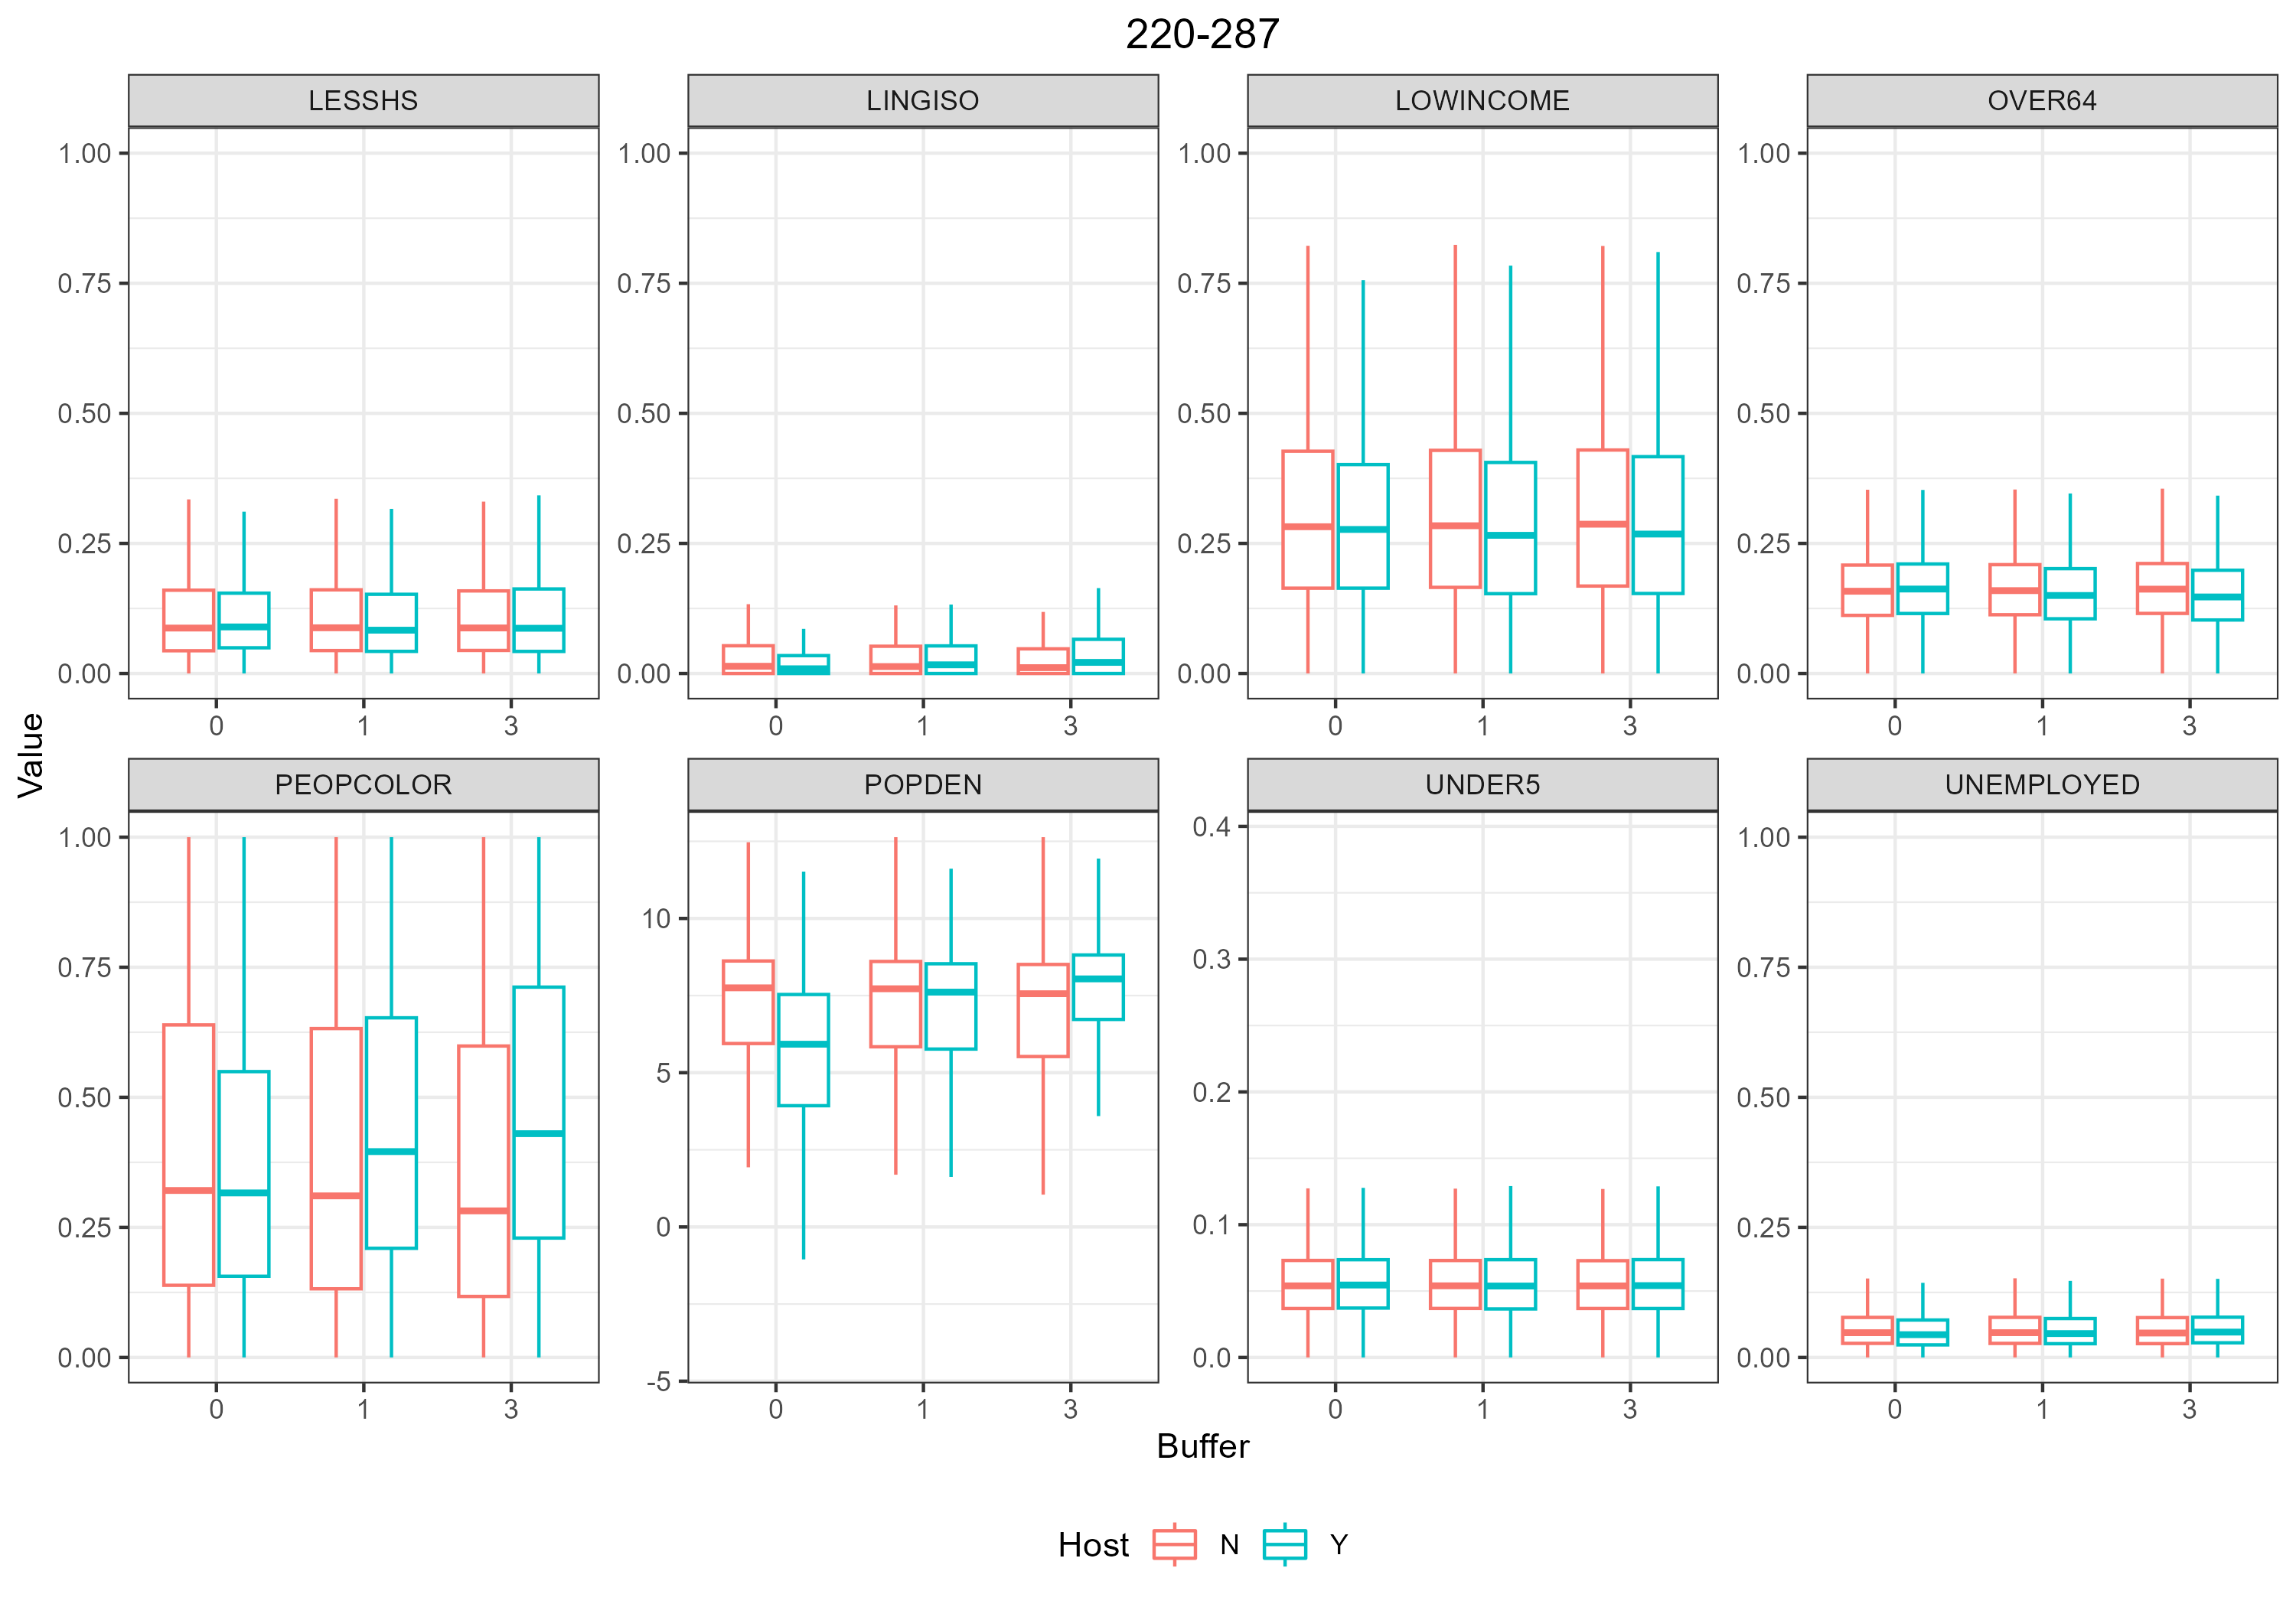 220-287
LESSHS LINGISO LOWINCOME OVER64
1.00 1.00 1.00 1.00
0.75 0.75 0.75 0.75
0.50 0.50 0.50 0.50
0.25 0.25 0.25 0.25
0.00 0.00 0.00 0.00
0 1 3 0 1 3 0 1 3 0 1 3
Value
PEOPCOLOR POPDEN UNDER5 UNEMPLOYED
1.00 10 0.4 1.00
0.75 5 0.3 0.75
0.50 0 0.2 0.50
0.25 -5 0.1 0.25
0.00 0.0 0.00
0 1 3 0 1 3 0 1 3 0 1 3
Buffer
Host N Y